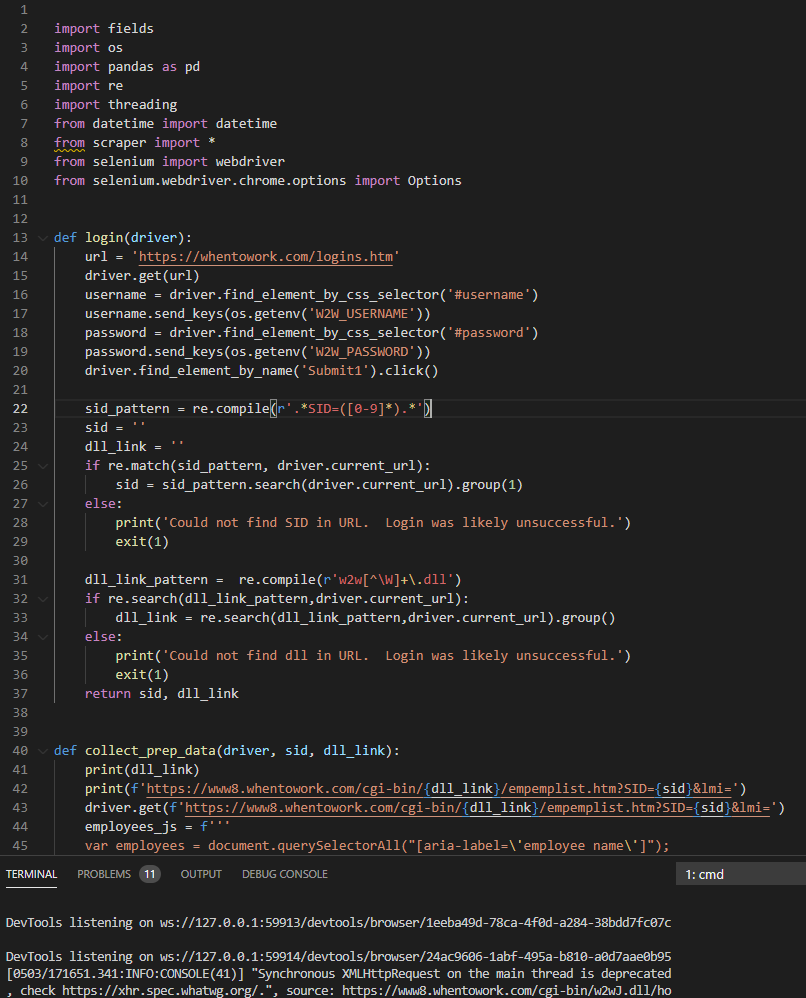 1
2 import fields
3 import os
4 import pandas as pd
5 import re
6 import threading
7 from datetime import datetime
8 from scraper import *
9 from selenium import webdriver
10 from selenium.webdriver.chrome.options import Options
11
12
13 def login(driver):
14     url = 'https://whentowork.com/logins.htm'
15     driver.get(url)
16     username = driver.find_element_by_css_selector('#username')
17     username.send_keys(os.getenv('W2W_USERNAME'))
18     password = driver.find_element_by_css_selector('#password')
19     password.send_keys(os.getenv('W2W_PASSWORD'))
20     driver.find_element_by_name('Submit1').click()
21
22     sid_pattern = re.compile(r'.*SID=([0-9]*).*')
23     sid = ''
24     dll_link = ''
25     if re.match(sid_pattern, driver.current_url):
26         sid = sid_pattern.search(driver.current_url).group(1)
27     else:
28         print('Could not find SID in URL.  Login was likely unsuccessful.')
29         exit(1)
30
31     dll_link_pattern =  re.compile(r'w2w[^\W]+\.dll')
32     if re.search(dll_link_pattern,driver.current_url):
33         dll_link = re.search(dll_link_pattern,driver.current_url).group()
34     else:
35         print('Could not find dll in URL.  Login was likely unsuccessful.')
36         exit(1)
37     return sid, dll_link
38
39
40 def collect_prep_data(driver, sid, dll_link):
41     print(dll_link)
42     print(f'https://www8.whentowork.com/cgi-bin/{dll_link}/empemplist.htm?SID={sid}&lmi=')
43     driver.get(f'https://www8.whentowork.com/cgi-bin/{dll_link}/empemplist.htm?SID={sid}&lmi=')
44     employees_js = f'''
45     var employees = document.querySelectorAll("[aria-label=\'employee name\']");
TERMINAL PROBLEMS 11 OUTPUT DEBUG CONSOLE 1: cmd
DevTools listening on ws://127.0.0.1:59913/devtools/browser/1eeba49d-78ca-4f0d-a284-38bdd7fc07c
DevTools listening on ws://127.0.0.1:59914/devtools/browser/24ac9606-1abf-495a-b810-a0d7aae0b95
[0503/171651.341:INFO:CONSOLE(41)] "Synchronous XMLHttpRequest on the main thread is deprecated
, check https://xhr.spec.whatwg.org/.", source: https://www8.whentowork.com/cgi-bin/w2wJ.dll/ho